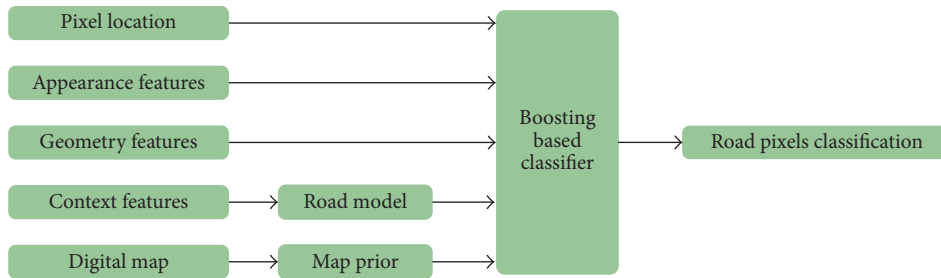 Pixel location
Appearance features
Geometry features
Context features
Road model
Digital map
Map prior
Boosting
based
classifier
Road pixels classification